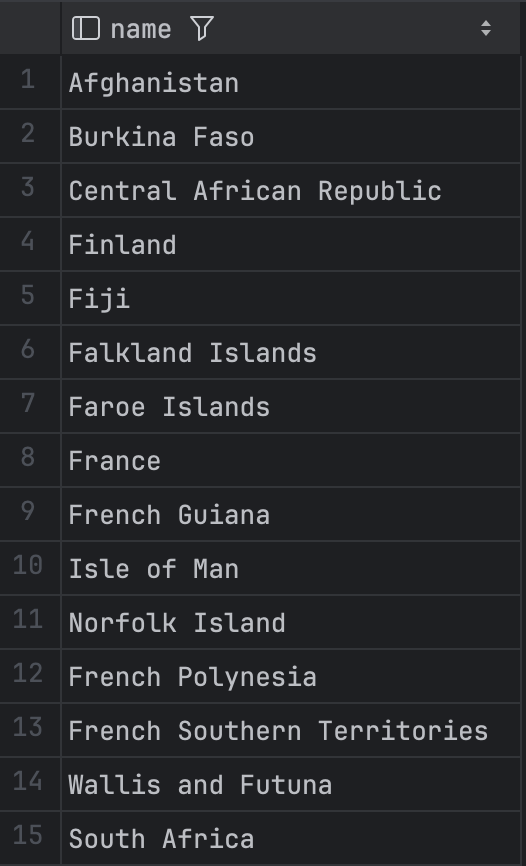 name
1 Afghanistan
2 Burkina Faso
3 Central African Republic
4 Finland
5 Fiji
6 Falkland Islands
7 Faroe Islands
8 France
9 French Guiana
10 Isle of Man
11 Norfolk Island
12 French Polynesia
13 French Southern Territories
14 Wallis and Futuna
15 South Africa